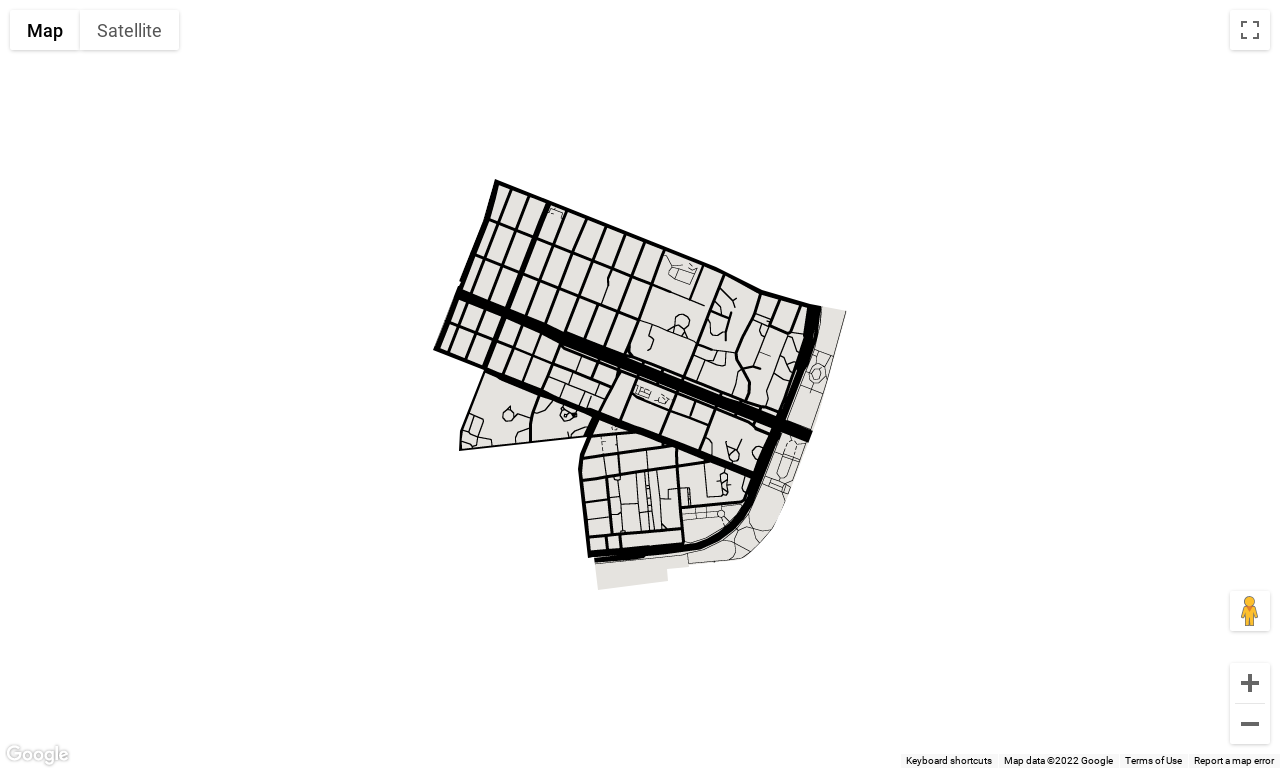 Map
Satellite
Google
Keyboard shortcuts
Map data ©2022 Google
Terms of Use
Report a map error